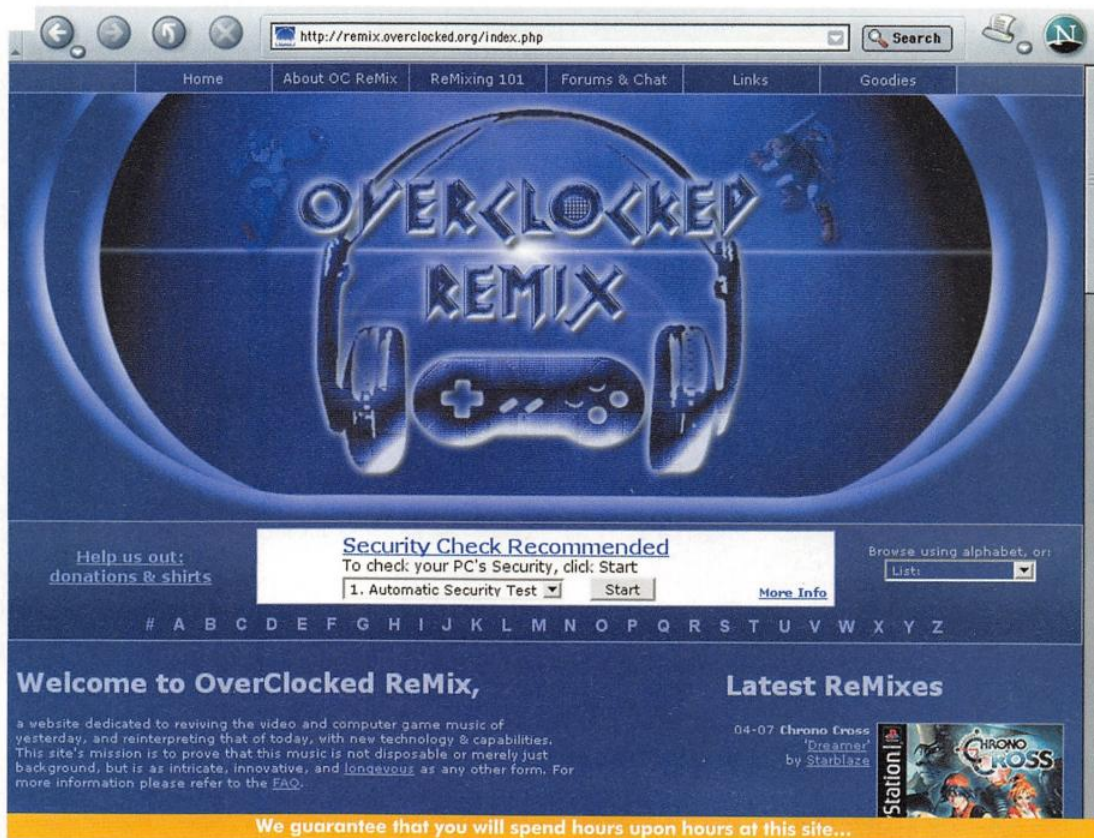 http://remix.overclocked.org/index.php
Search
N
Home
About OC ReMix
ReMixing 101
Forums & Chat
Links
Goodies
OVERCLOCKED
REMIX
Help us out:
donations & shirts
Security Check Recommended
To check your PC's Security, click Start
1. Automatic Security Test
Start
More Info
Browse using alphabet, or:
List:
# A B C D E F G H I J K L M N O P Q R S T U V W X Y Z
Welcome to OverClocked ReMix,
a website dedicated to reviving the video and computer game music of
yesterday, and reinterpreting that of today, with new technology & capabilities.
This site's mission is to prove that this music is not disposable or merely just
background, but is as intricate, innovative, and longevous as any other form. For
more information please refer to the FAQ.
Latest ReMixes
04-07 Chrono Cross
'Dreamer'
by Starblaze
PlayStation
CHRONO
CROSS
We guarantee that you will spend hours upon hours at this site...